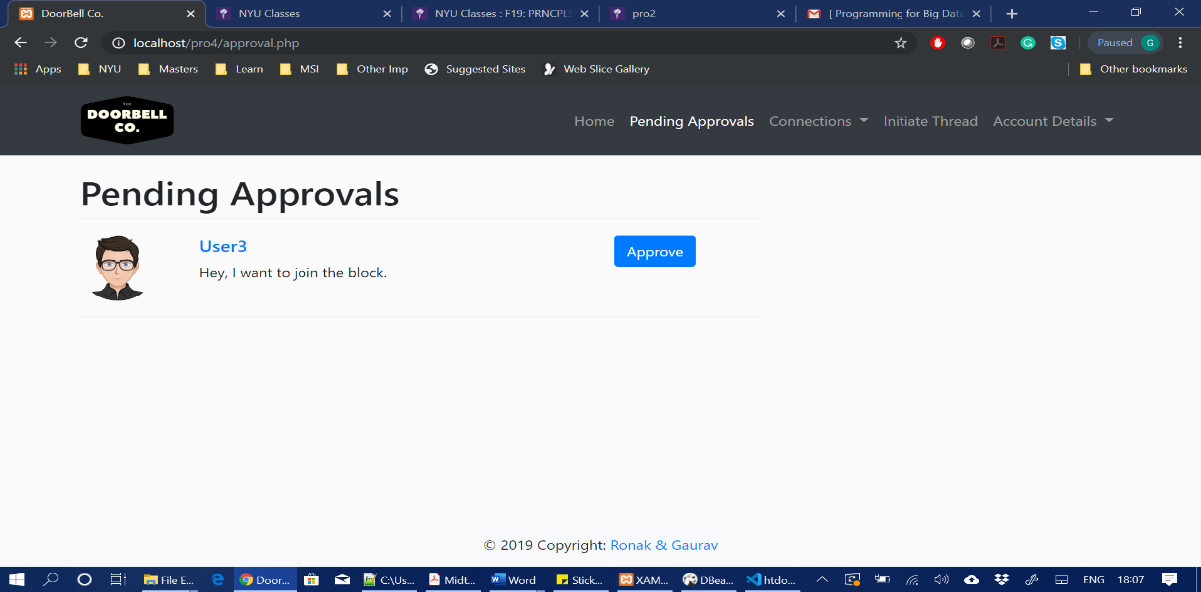 DoorBell Co.
NYU Classes
NYU Classes : F19: PRNCPLS
pro2
[ Programming for Big Data
localhost/pro4/approval.php
Paused G
Apps NYU Masters Learn MSI Other Imp Suggested Sites Web Slice Gallery Other bookmarks
THE
DOORBELL
CO.
Home Pending Approvals Connections Initiate Thread Account Details
Pending Approvals
User3
Approve
Hey, I want to join the block.
© 2019 Copyright: Ronak & Gaurav
File E... Door... C:\Us... Midt... Word Stick... XAM... DBea... htdo... ENG 18:07